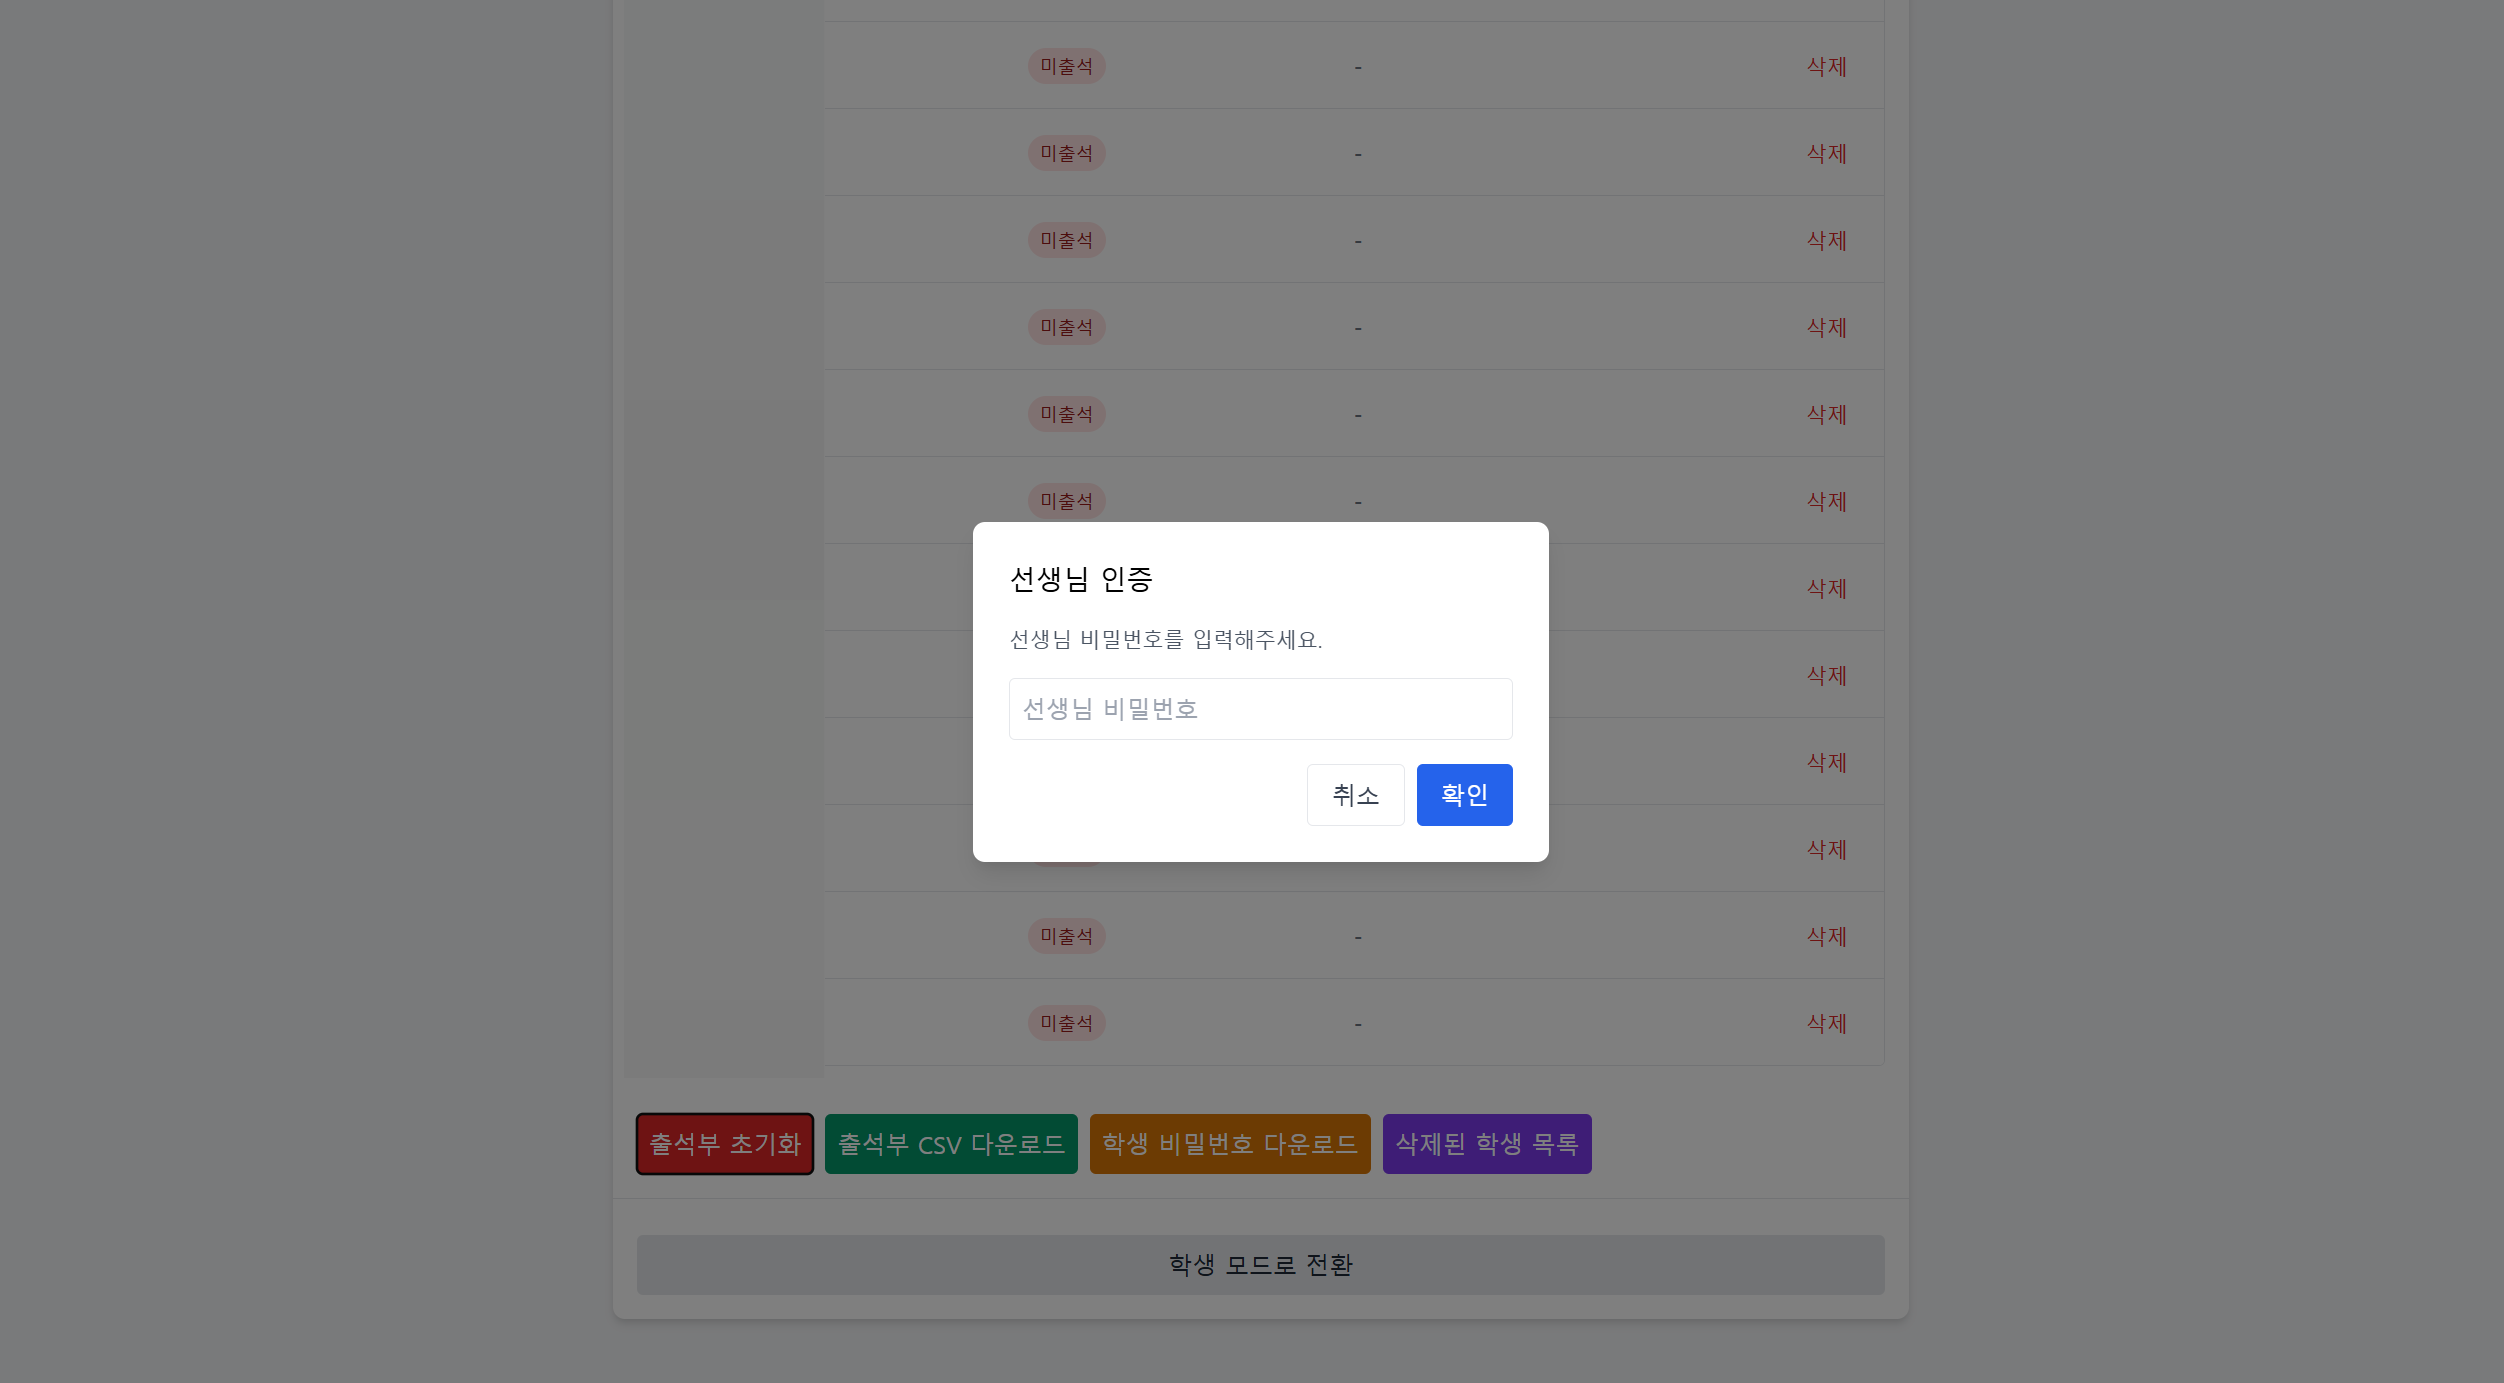 미출석 - 삭제
미출석 - 삭제
미출석 - 삭제
미출석 - 삭제
미출석 - 삭제
미출석 - 삭제
선생님 인증
삭제
선생님 비밀번호를 입력해주세요.
삭제
선생님 비밀번호
삭제
취소 확인
삭제
미출석 - 삭제
미출석 - 삭제
출석부 초기화 출석부 CSV 다운로드 학생 비밀번호 다운로드 삭제된 학생 목록
학생 모드로 전환